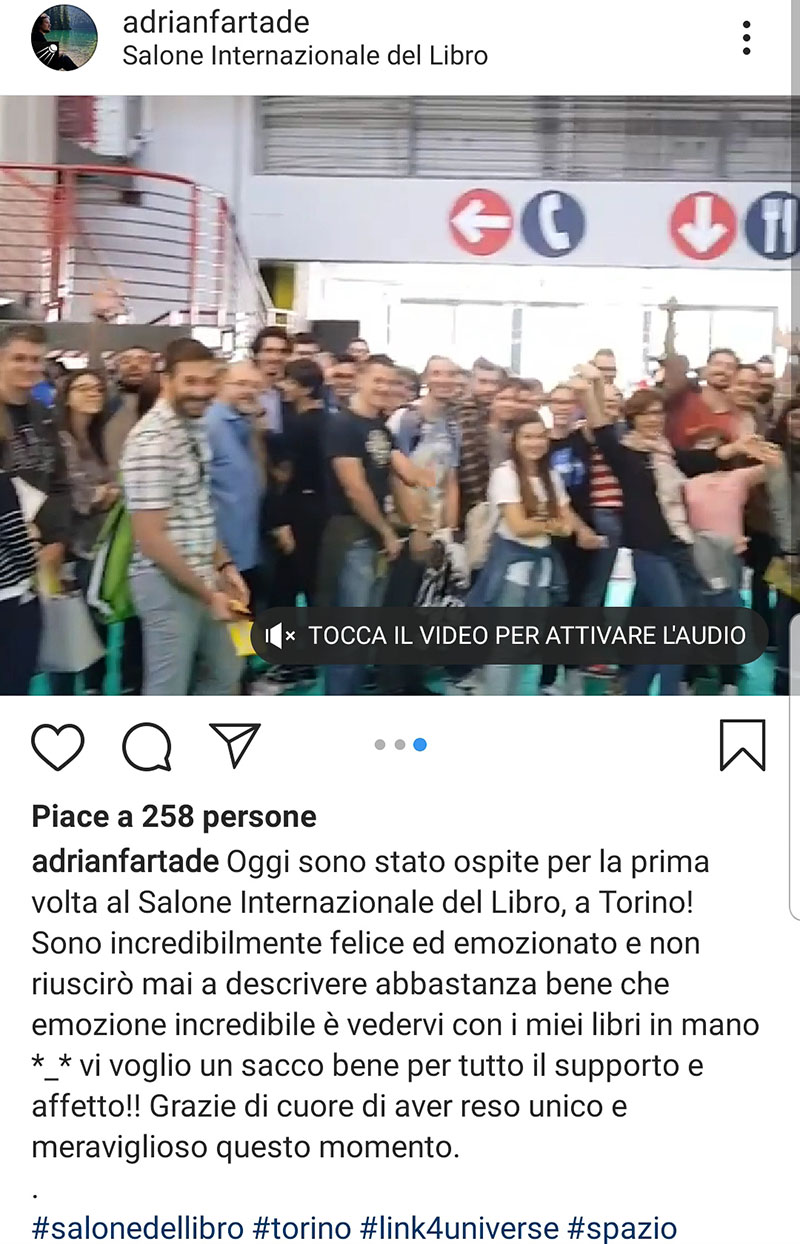 adrianfartade
Salone Internazionale del Libro
TOCCA IL VIDEO PER ATTIVARE L'AUDIO
Piace a 258 persone
adrianfartade Oggi sono stato ospite per la prima
volta al Salone Internazionale del Libro, a Torino!
Sono incredibilmente felice ed emozionato e non
riuscirò mai a descrivere abbastanza bene che
emozione incredibile è vedervi con i miei libri in mano
*_* vi voglio un sacco bene per tutto il supporto e
affetto!! Grazie di cuore di aver reso unico e
meraviglioso questo momento.
.
#salonedellibro #torino #link4universe #spazio